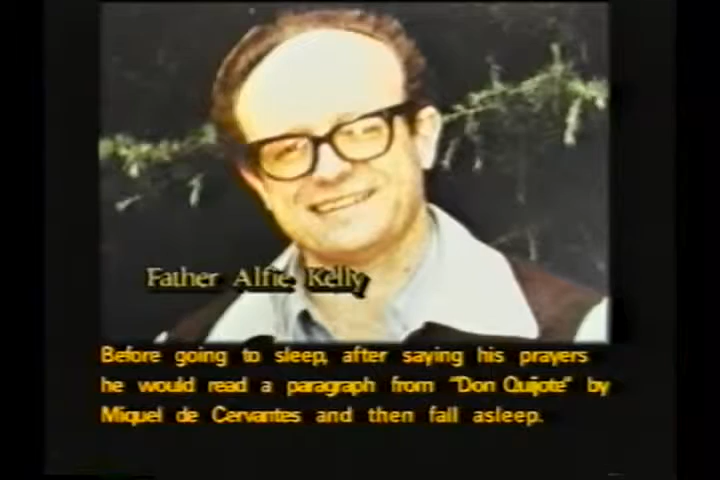 Father Alfie Kelly
Before going to sleep, after saying his prayers
he would read a paragraph from "Don Quijote" by
Miquel de Cervantes and then fall asleep.